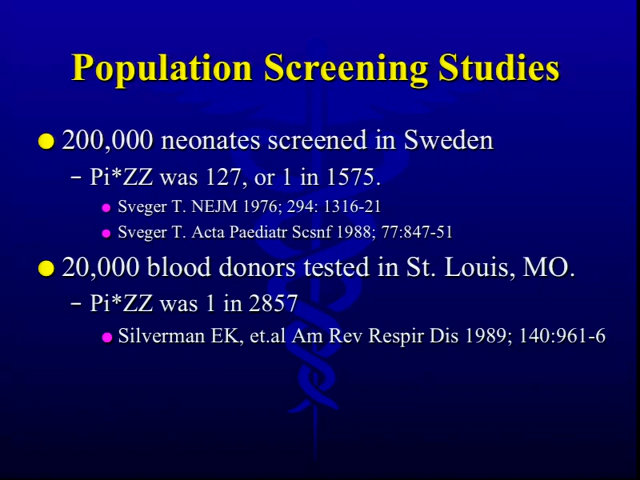 Population Screening Studies
200,000 neonates screened in Sweden
– Pi*ZZ was 127, or 1 in 1575.
Sveger T. NEJM 1976; 294: 1316-21
Sveger T. Acta Paediatr Scsnf 1988; 77:847-51
20,000 blood donors tested in St. Louis, MO.
– Pi*ZZ was 1 in 2857
Silverman EK, et.al Am Rev Respir Dis 1989; 140:961-6